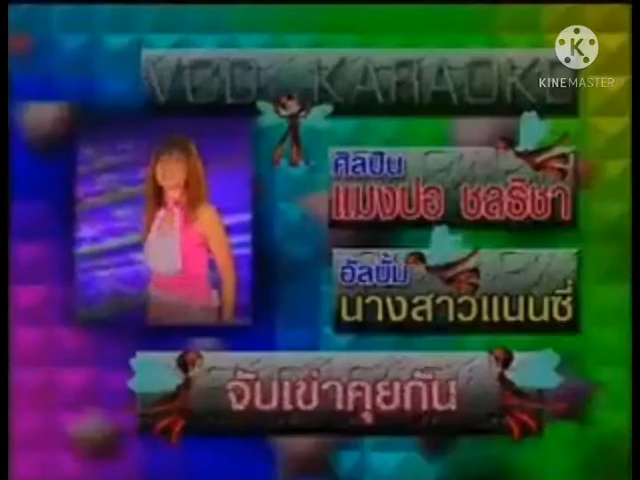 KINEMASTER
VCD KARAOKE
ศิลปิน
แมงปอ ชลธิชา
อัลบั้ม
นางสาวแนนซี่
จับเข่าคุยกัน